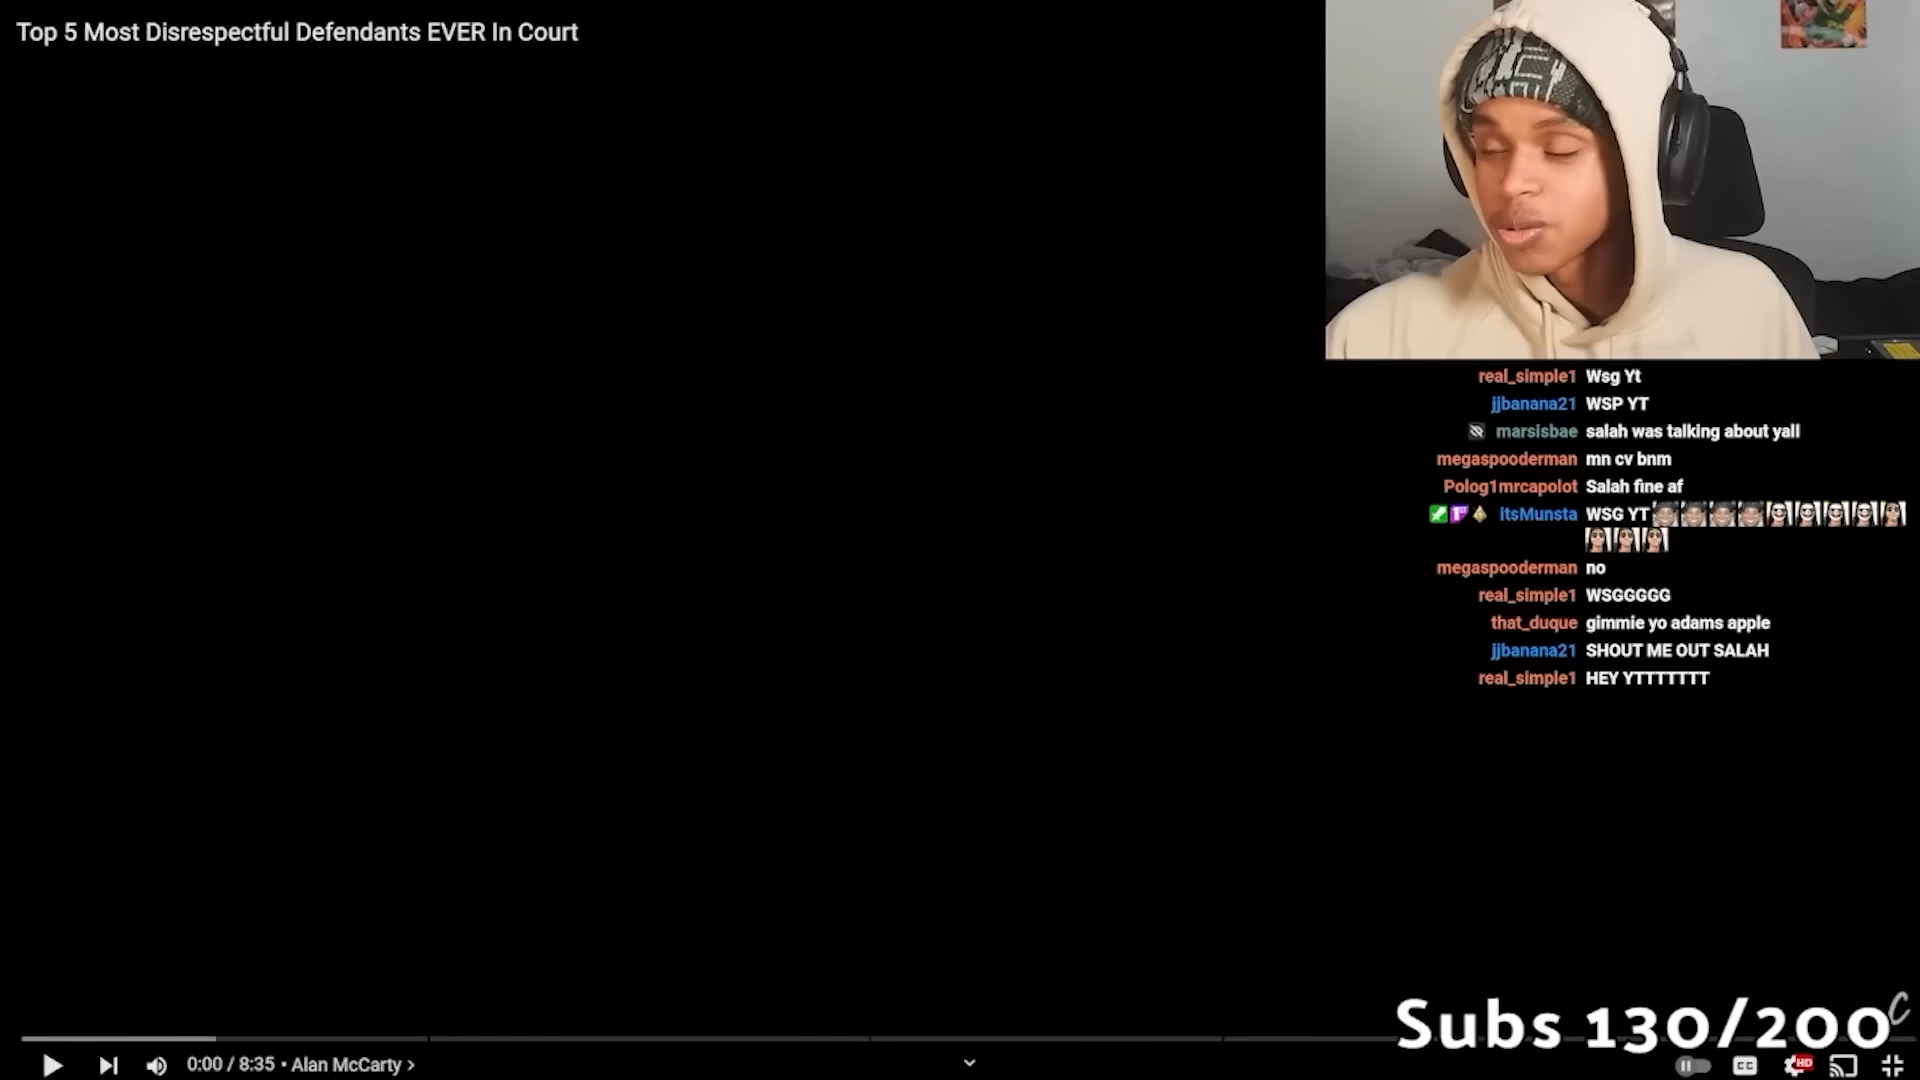 Top 5 Most Disrespectful Defendants EVER In Court
real_simple1 Wsg Yt
jjbanana21 WSP YT
marsisbae salah was talking about yall
megaspooderman mn cv bnm
Polog1mrcapolot Salah fine af
itsMunsta WSG YT
megaspooderman no
real_simple1 WSGGGGG
that_duque gimmie yo adams apple
jjbanana21 SHOUT ME OUT SALAH
real_simple1 HEY YTTTTTTT
Subs 130/200
0:00 / 8:35 • Alan McCarty >
CC
HD